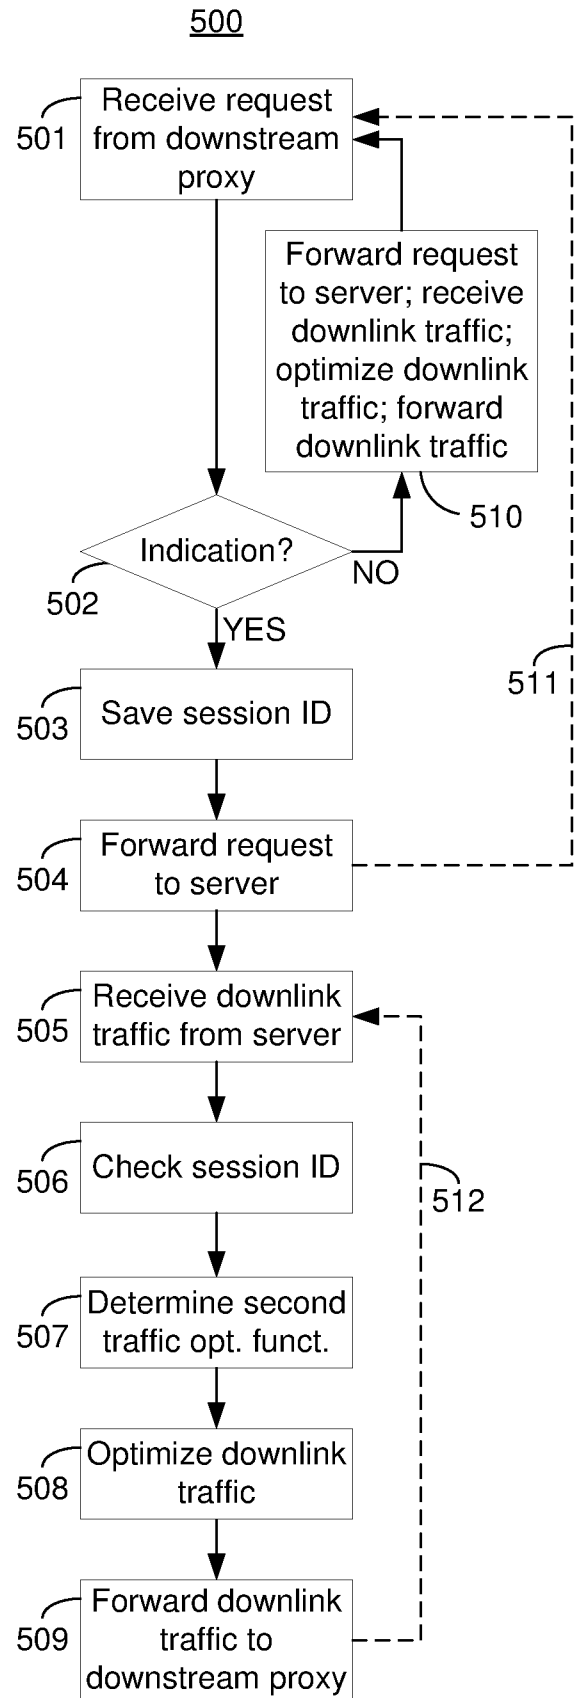 500
501
Receive request
from downstream
proxy
Forward request
to server; receive
downlink traffic;
optimize downlink
traffic; forward
downlink traffic
510
Indication?
502
NO
YES
511
503
Save session ID
504
Forward request
to server
505
Receive downlink
traffic from server
506
Check session ID
512
507
Determine second
traffic opt. funct.
508
Optimize downlink
traffic
509
Forward downlink
traffic to
downstream proxy